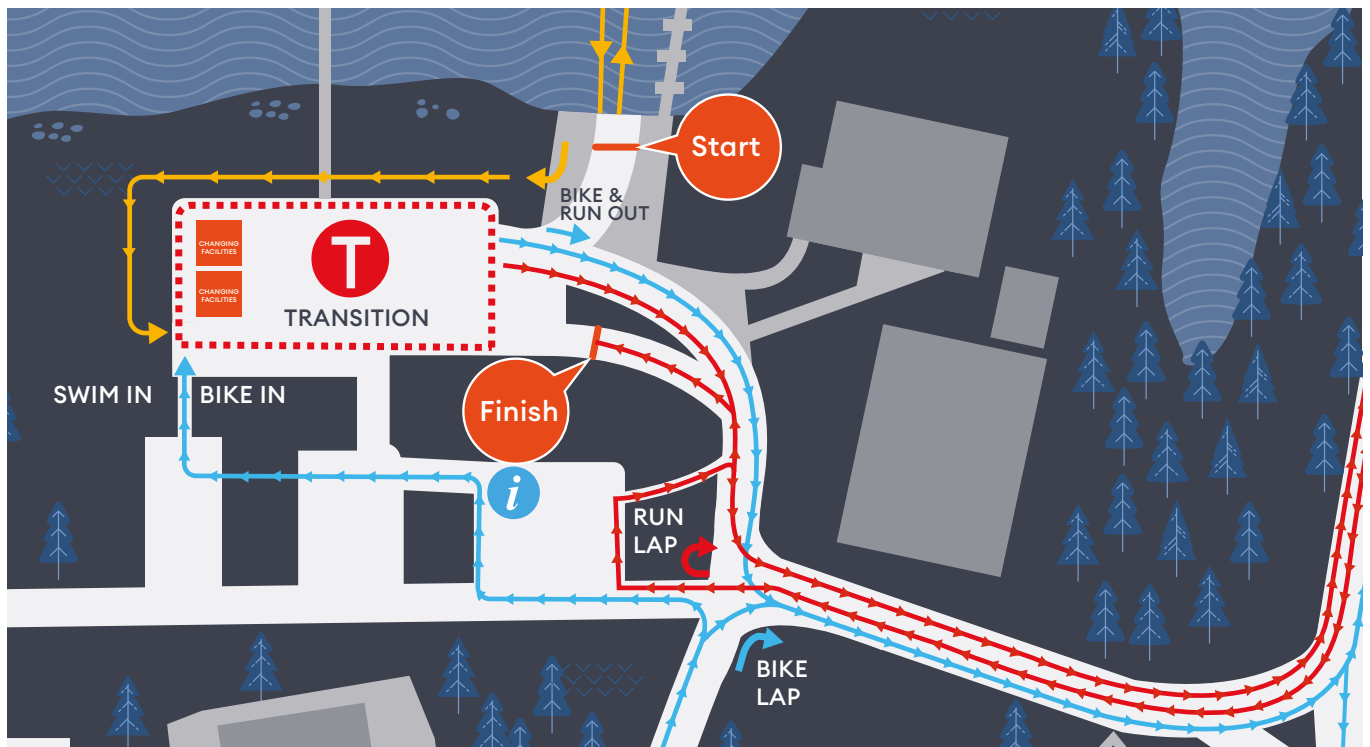 Start
BIKE &
RUN OUT
CHANGING
FACILITIES
CHANGING
FACILITIES
T
TRANSITION
SWIM IN
BIKE IN
Finish
i
RUN
LAP
BIKE
LAP